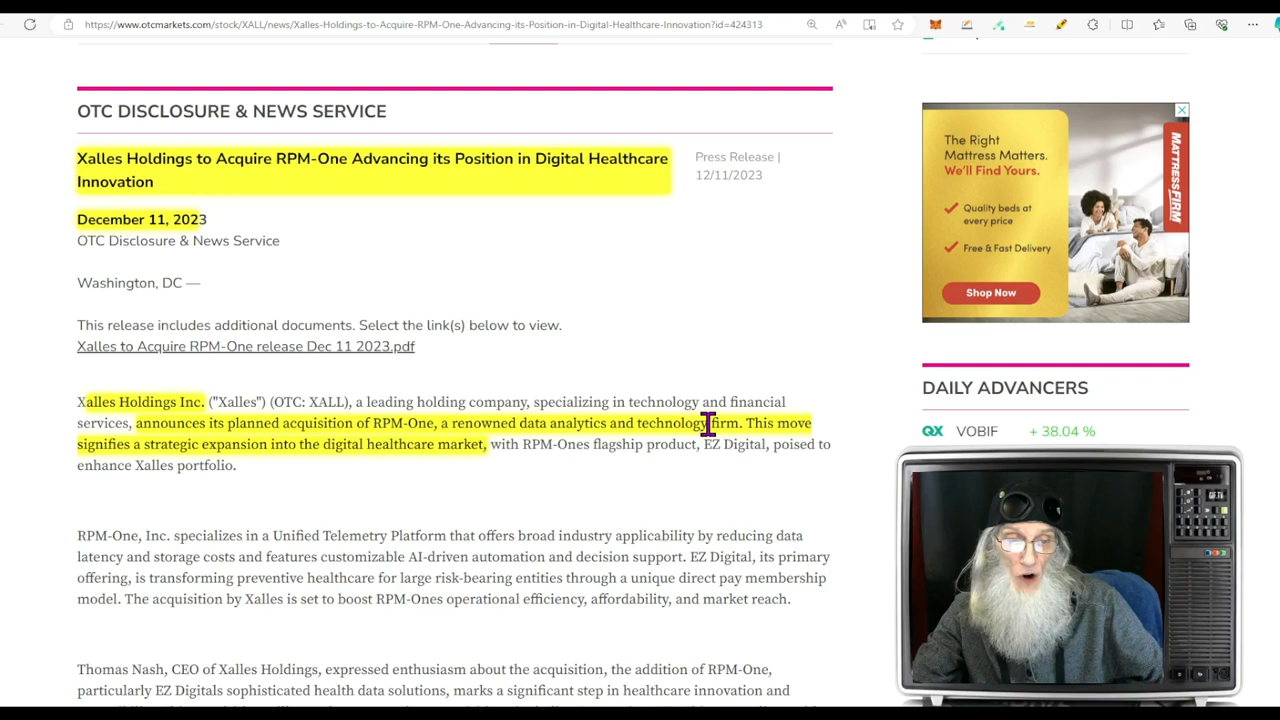 https://www.otcmarkets.com/stock/XALL/news/Xalles-Holdings-to-Acquire-RPM-One-Advancing-its-Position-in-Digital-Healthcare-Innovation?id=424313
OTC DISCLOSURE & NEWS SERVICE
Xalles Holdings to Acquire RPM-One Advancing its Position in Digital Healthcare
Innovation
Press Release |
12/11/2023
December 11, 2023
OTC Disclosure & News Service
Washington, DC —
This release includes additional documents. Select the link(s) below to view.
Xalles to Acquire RPM-One release Dec 11 2023.pdf
Xalles Holdings Inc. ("Xalles") (OTC: XALL), a leading holding company, specializing in technology and financial
services, announces its planned acquisition of RPM-One, a renowned data analytics and technology firm. This move
signifies a strategic expansion into the digital healthcare market, with RPM-Ones flagship product, EZ Digital, poised to
enhance Xalles portfolio.
RPM-One, Inc. specializes in a Unified Telemetry Platform that offers broad industry applicability by reducing data
latency and storage costs and features customizable AI-driven automation and decision support. EZ Digital, its primary
offering, is transforming preventive healthcare for large risk-bearing entities through a unique direct pay membership
model. The acquisition by Xalles is set to boost RPM-Ones operational efficiency, affordability, and market reach.
Thomas Nash, CEO of Xalles Holdings, expressed enthusiasm about the acquisition, the addition of RPM-One,
particularly EZ Digitals sophisticated health data solutions, marks a significant step in healthcare innovation and
The Right
Mattress Matters.
We'll Find Yours.
Quality beds at
every price
Free & Fast Delivery
Shop Now
MATTRESSFIRM
DAILY ADVANCERS
QX VOBIF + 38.04 %